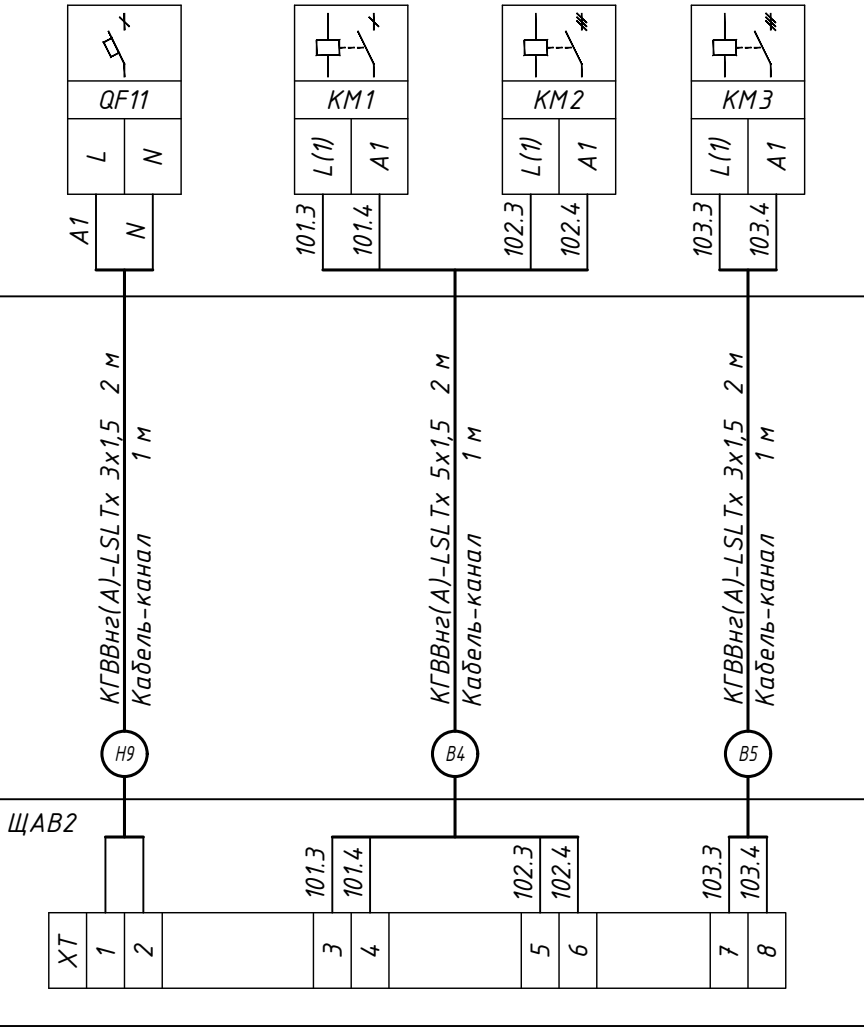 QF11
KM1
KM2
KM3
L
N
L(1)
A1
L(1)
A1
L(1)
A1
A1
N
101.3
101.4
102.3
102.4
103.3
103.4
КГВВнг(А)-LSLTx 3x1,5 2 м
Кабель-канал 1 м
КГВВнг(А)-LSLTx 5x1,5 2 м
Кабель-канал 1 м
КГВВнг(А)-LSLTx 3x1,5 2 м
Кабель-канал 1 м
Н9
В4
В5
ЩАВ2
101.3
101.4
102.3
102.4
103.3
103.4
XT
1
2
3
4
5
6
7
8